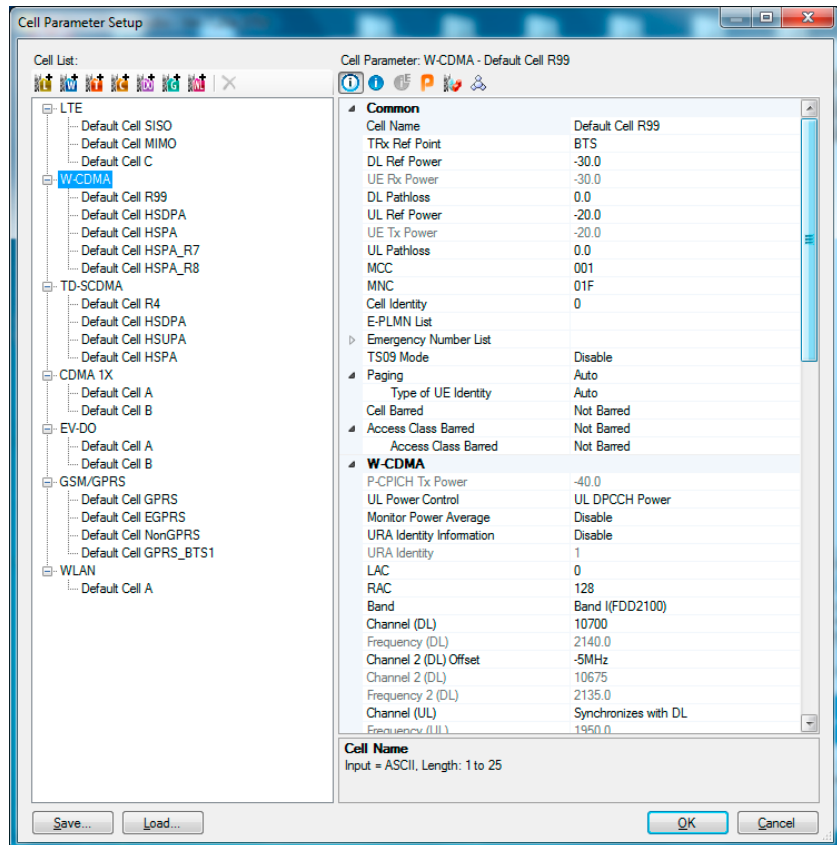 Cell Parameter Setup
Cell List:
LTE
Default Cell SISO
Default Cell MIMO
Default Cell C
W-CDMA
Default Cell R99
Default Cell HSDPA
Default Cell HSPA
Default Cell HSPA_R7
Default Cell HSPA_R8
TD-SCDMA
Default Cell R4
Default Cell HSDPA
Default Cell HSUPA
Default Cell HSPA
CDMA 1X
Default Cell A
Default Cell B
EV-DO
Default Cell A
Default Cell B
GSM/GPRS
Default Cell GPRS
Default Cell EGPRS
Default Cell NonGPRS
Default Cell GPRS_BTS1
WLAN
Default Cell A
Cell Parameter: W-CDMA - Default Cell R99
Common
Cell Name Default Cell R99
TRx Ref Point BTS
DL Ref Power -30.0
UE Rx Power -30.0
DL Pathloss 0.0
UL Ref Power -20.0
UE Tx Power -20.0
UL Pathloss 0.0
MCC 001
MNC 01F
Cell Identity 0
E-PLMN List
Emergency Number List
TS09 Mode Disable
Paging Auto
Type of UE Identity Auto
Cell Barred Not Barred
Access Class Barred Not Barred
Access Class Barred Not Barred
W-CDMA
P-CPICH Tx Power -40.0
UL Power Control UL DPCCH Power
Monitor Power Average Disable
URA Identity Information Disable
URA Identity 1
LAC 0
RAC 128
Band Band I(FDD2100)
Channel (DL) 10700
Frequency (DL) 2140.0
Channel 2 (DL) Offset -5MHz
Channel 2 (DL) 10675
Frequency 2 (DL) 2135.0
Channel (UL) Synchronizes with DL
Frequency (UL) 1950.0
Cell Name
Input = ASCII, Length: 1 to 25
Save... Load... OK Cancel